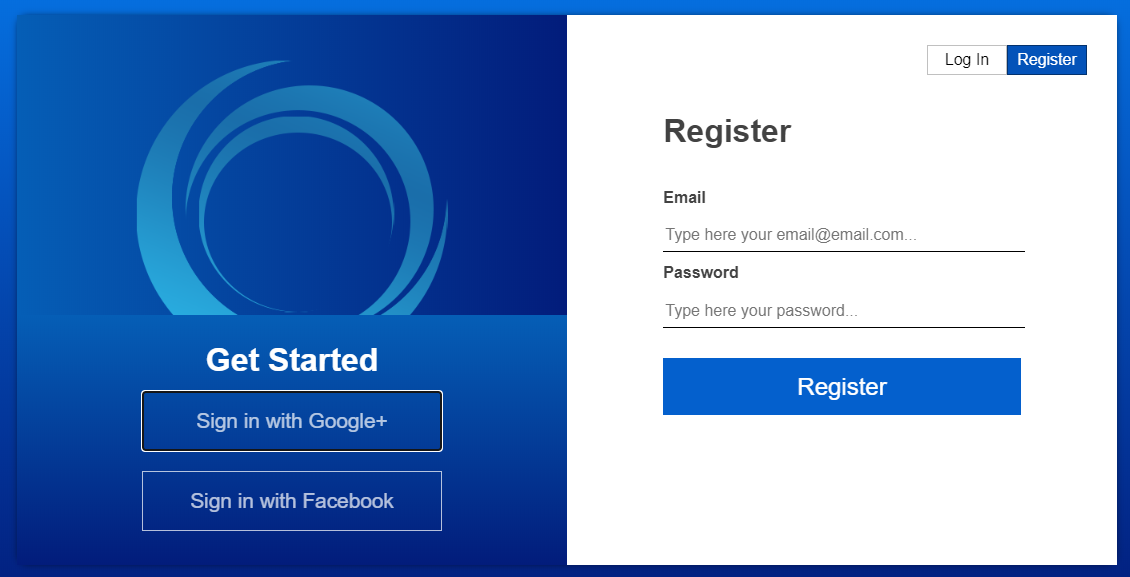 Get Started
Sign in with Google+
Sign in with Facebook
Log In
Register
Register
Email
Type here your email@email.com...
Password
Type here your password...
Register